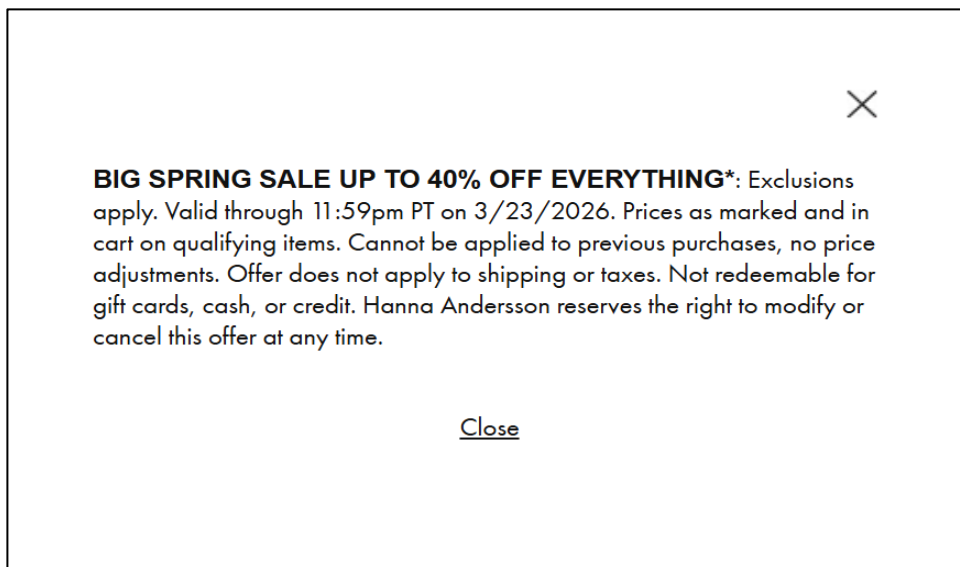 BIG SPRING SALE UP TO 40% OFF EVERYTHING*: Exclusions
apply. Valid through 11:59pm PT on 3/23/2026. Prices as marked and in
cart on qualifying items. Cannot be applied to previous purchases, no price
adjustments. Offer does not apply to shipping or taxes. Not redeemable for
gift cards, cash, or credit. Hanna Andersson reserves the right to modify or
cancel this offer at any time.
Close